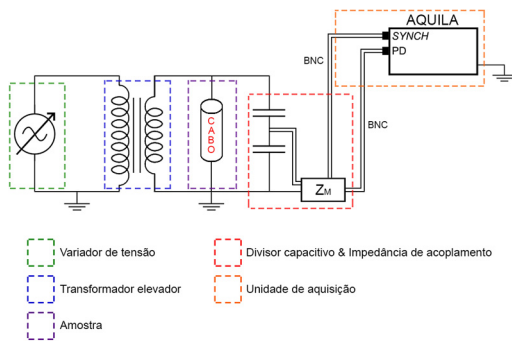 AQUILA
SYNCH
PD
BNC
BNC
CABO
ZM
Variador de tensão
Divisor capacitivo & Impedância de acoplamento
Transformador elevador
Unidade de aquisição
Amostra